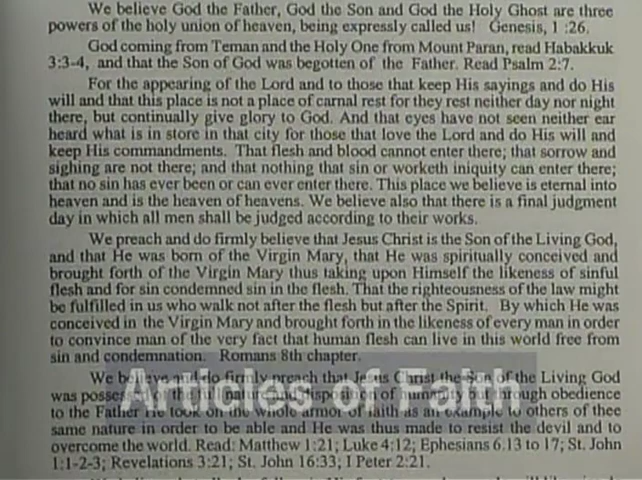 We believe God the Father, God the Son and God the Holy Ghost are three
powers of the holy union of heaven, being expressly called us! Genesis, 1 :26.
God coming from Teman and the Holy One from Mount Paran, read Habakkuk
3:3-4, and that the Son of God was begotten of the Father. Read Psalm 2:7.
For the appearing of the Lord and to those that keep His sayings and do His
will and that this place is not a place of carnal rest for they rest neither day nor night
there, but continually give glory to God. And that eyes have not seen neither ear
heard what is in store in that city for those that love the Lord and do His will and
keep His commandments. That flesh and blood cannot enter there; that sorrow and
sighing are not there; and that nothing that sin or worketh iniquity can enter there;
that no sin has ever been or can ever enter there. This place we believe is eternal into
heaven and is the heaven of heavens. We believe also that there is a final judgment
day in which all men shall be judged according to their works.
We preach and do firmly believe that Jesus Christ is the Son of the Living God,
and that He was born of the Virgin Mary, that He was spiritually conceived and
brought forth of the Virgin Mary thus taking upon Himself the likeness of sinful
flesh and for sin condemned sin in the flesh. That the righteousness of the law might
be fulfilled in us who walk not after the flesh but after the Spirit. By which He was
conceived in the Virgin Mary and brought forth in the likeness of every man in order
to convince man of the very fact that human flesh can live in this world free from
sin and condemnation. Romans 8th chapter.
Articles of Faith
We believe and do firmly preach that Jesus Christ the Son of the Living God
was of through obedience
to the Father He took on the whole armor of faith as an example to others of thee
same nature in order to be able and He was thus made to resist the devil and to
overcome the world. Read: Matthew 1:21; Luke 4:12; Ephesians 6:13 to 17; St. John
1:1-2-3; Revelations 3:21; St. John 16:33; I Peter 2:21.